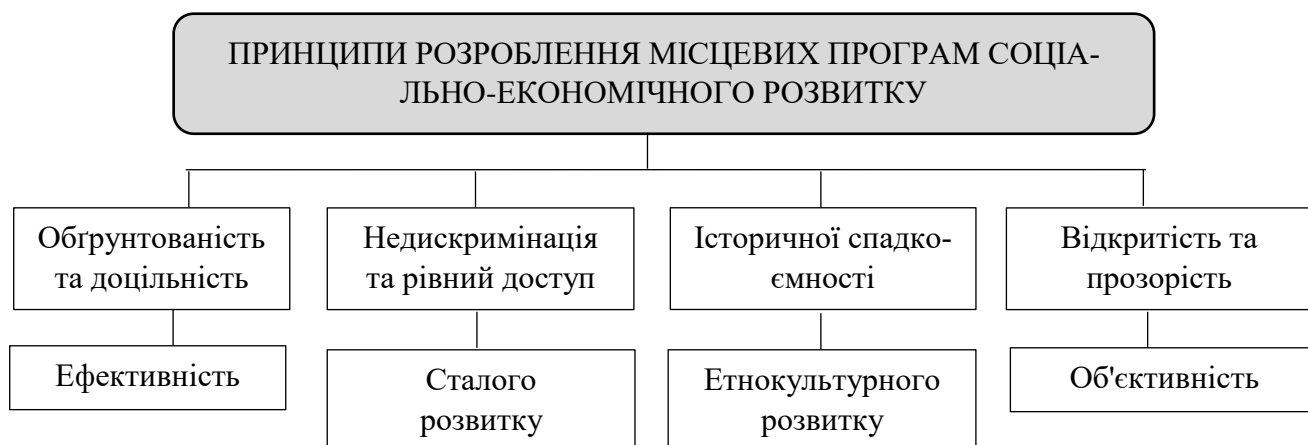 ПРИНЦИПИ РОЗРОБЛЕННЯ МІСЦЕВИХ ПРОГРАМ СОЦІА-
ЛЬНО-ЕКОНОМІЧНОГО РОЗВИТКУ
Обґрунтованість
та доцільність
Недискримінація
та рівний доступ
Історичної спадко-
ємності
Відкритість та
прозорість
Ефективність
Сталого
розвитку
Етнокультурного
розвитку
Об'єктивність